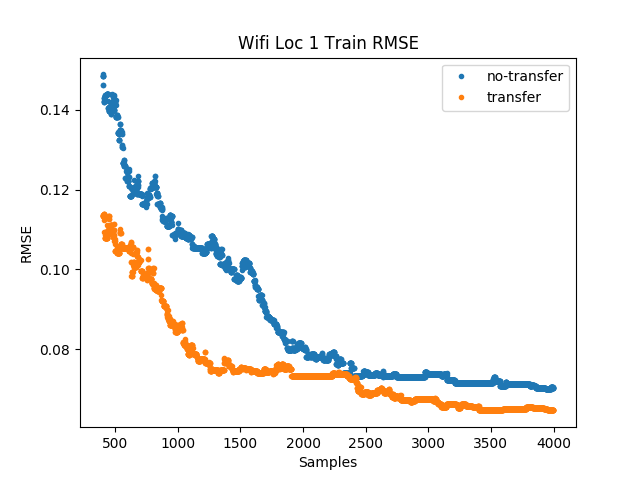 Wifi Loc 1 Train RMSE
no-transfer
transfer
0.14
0.12
0.10
0.08
RMSE
500 1000 1500 2000 2500 3000 3500 4000
Samples